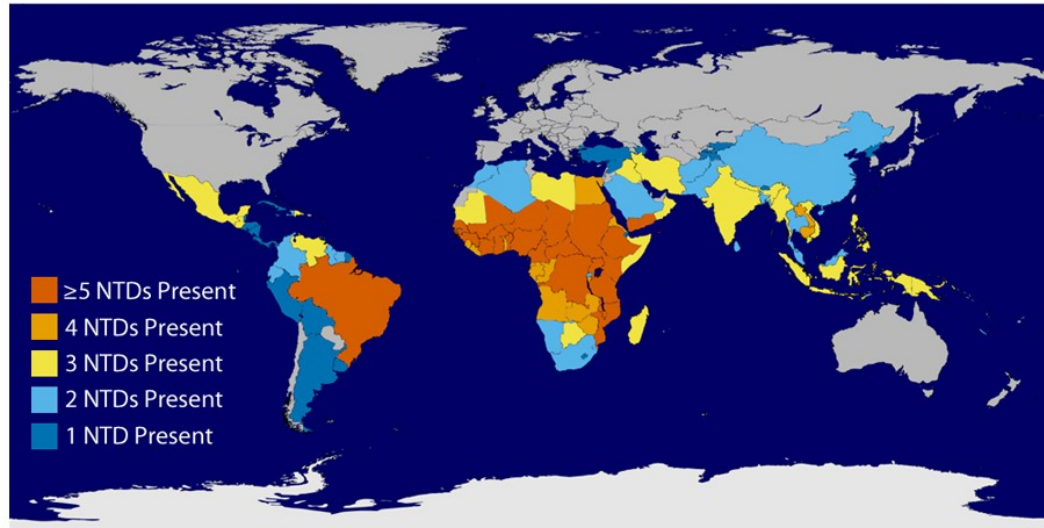 ≥5 NTDs Present
4 NTDs Present
3 NTDs Present
2 NTDs Present
1 NTD Present